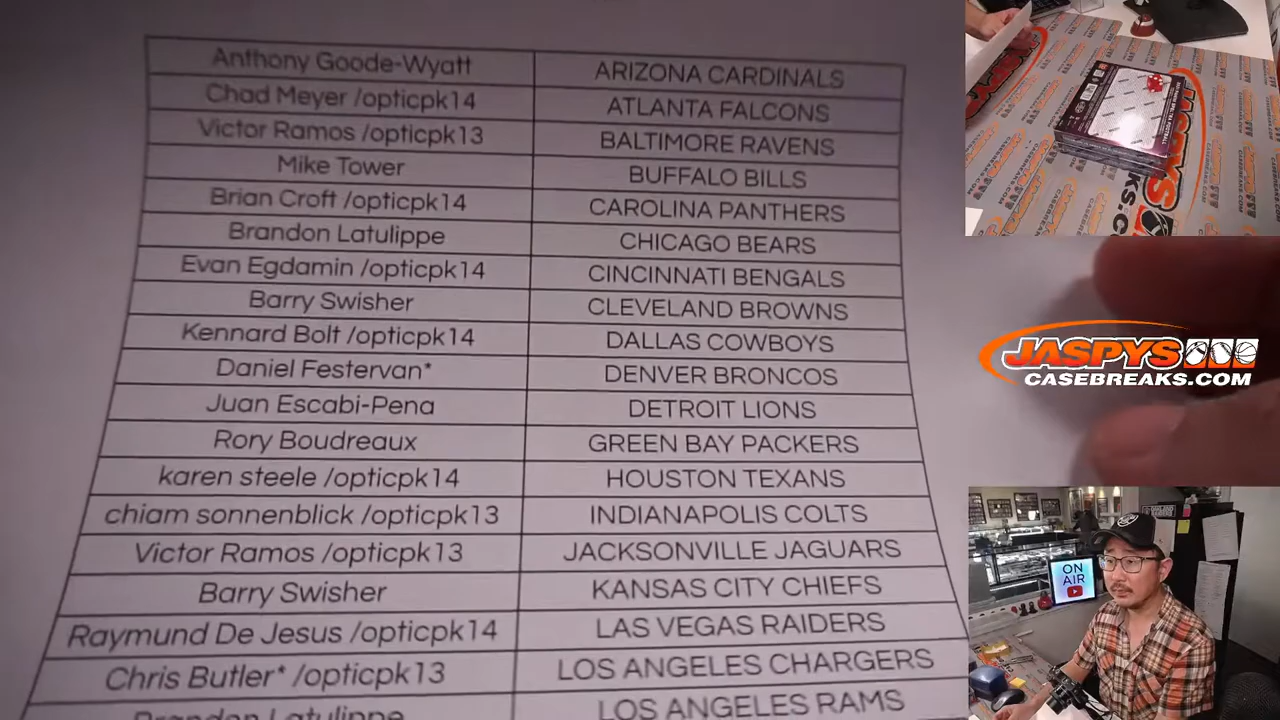 Anthony Goode-Wyatt ARIZONA CARDINALS
Chad Meyer /opticpk14 ATLANTA FALCONS
Victor Ramos /opticpk13 BALTIMORE RAVENS
Mike Tower BUFFALO BILLS
Brian Croft /opticpk14 CAROLINA PANTHERS
Brandon Latulippe CHICAGO BEARS
Evan Egdamin /opticpk14 CINCINNATI BENGALS
Barry Swisher CLEVELAND BROWNS
Kennard Bolt /opticpk14 DALLAS COWBOYS
Daniel Festervan* DENVER BRONCOS
Juan Escabi-Pena DETROIT LIONS
Rory Boudreaux GREEN BAY PACKERS
karen steele /opticpk14 HOUSTON TEXANS
chiam sonnenblick /opticpk13 INDIANAPOLIS COLTS
Victor Ramos /opticpk13 JACKSONVILLE JAGUARS
Barry Swisher KANSAS CITY CHIEFS
Raymund De Jesus /opticpk14 LAS VEGAS RAIDERS
Chris Butler* /opticpk13 LOS ANGELES CHARGERS
Brandon Latulippe LOS ANGELES RAMS
JASPYS
CASEBREAKS.COM
ON
AIR